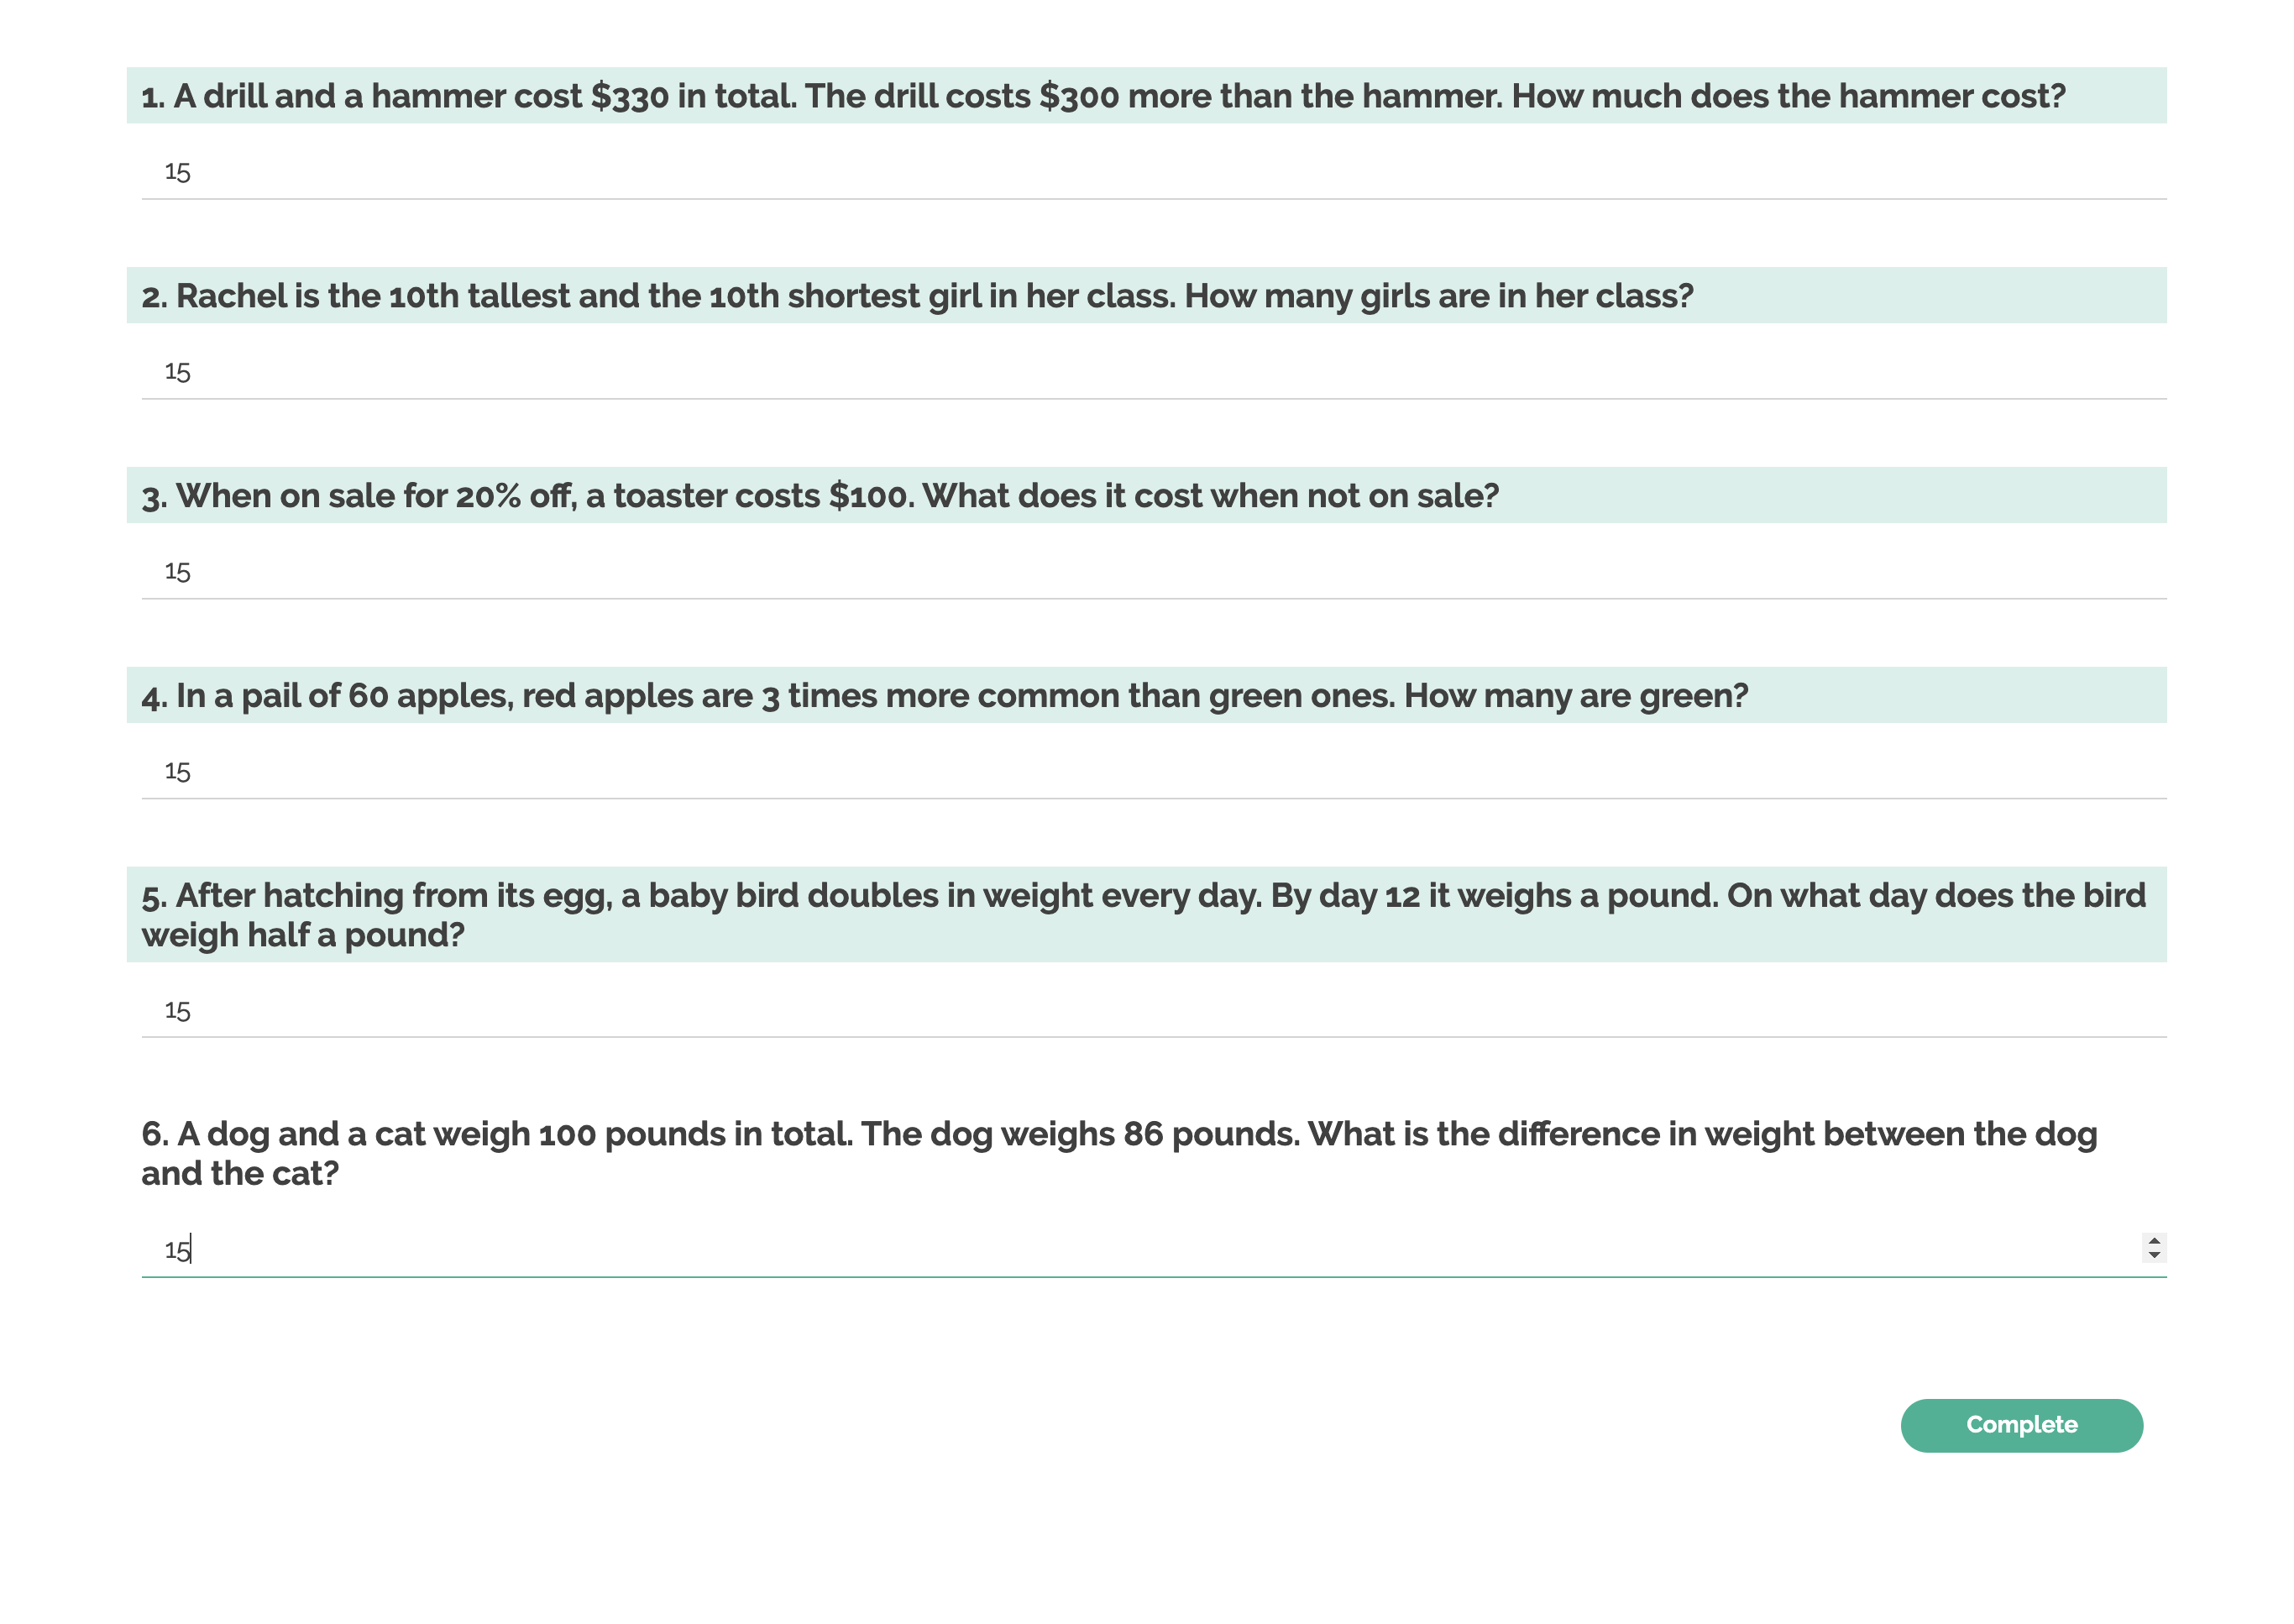 1. A drill and a hammer cost $330 in total. The drill costs $300 more than the hammer. How much does the hammer cost?
15
2. Rachel is the 10th tallest and the 10th shortest girl in her class. How many girls are in her class?
15
3. When on sale for 20% off, a toaster costs $100. What does it cost when not on sale?
15
4. In a pail of 60 apples, red apples are 3 times more common than green ones. How many are green?
15
5. After hatching from its egg, a baby bird doubles in weight every day. By day 12 it weighs a pound. On what day does the bird
weigh half a pound?
15
6. A dog and a cat weigh 100 pounds in total. The dog weighs 86 pounds. What is the difference in weight between the dog
and the cat?
15
Complete